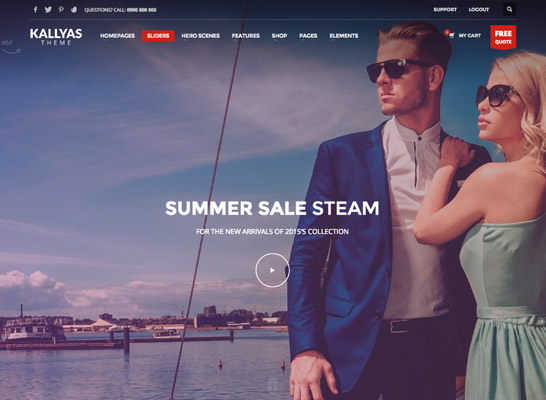 QUESTIONS? CALL: 0900 800 900
SUPPORT LOGOUT
KALLYAS
THEME
HOMEPAGES SLIDERS HERO SCENES FEATURES SHOP PAGES ELEMENTS
MY CART
FREE
QUOTE
SUMMER SALE STEAM
FOR THE NEW ARRIVALS OF 2015'S COLLECTION